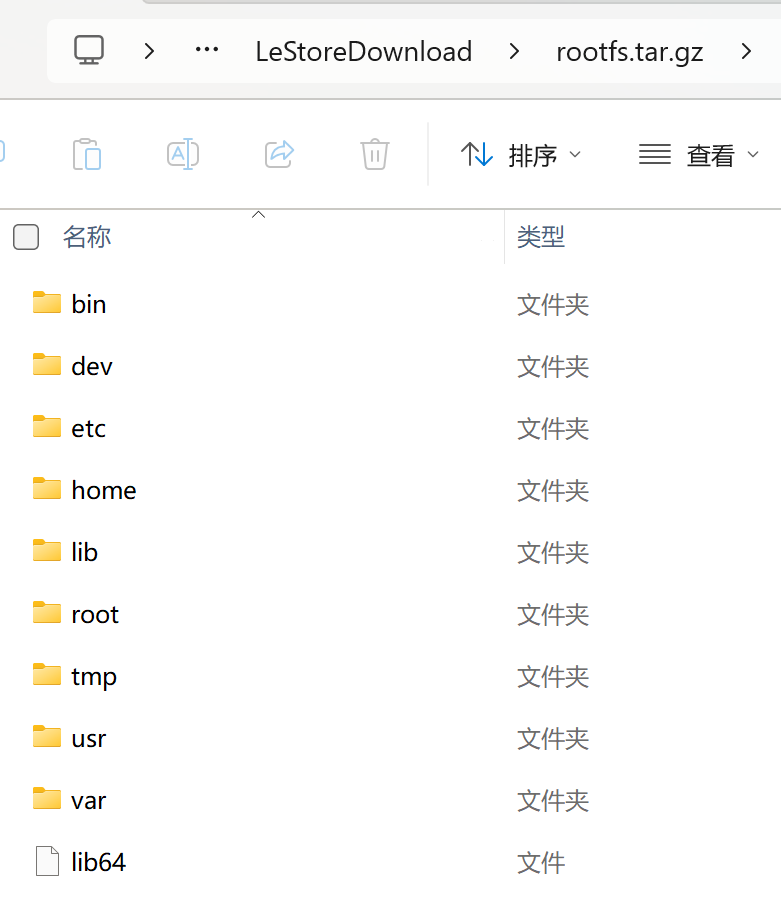 LeStoreDownload rootfs.tar.gz
排序 查看
名称 类型
bin 文件夹
dev 文件夹
etc 文件夹
home 文件夹
lib 文件夹
root 文件夹
tmp 文件夹
usr 文件夹
var 文件夹
lib64 文件